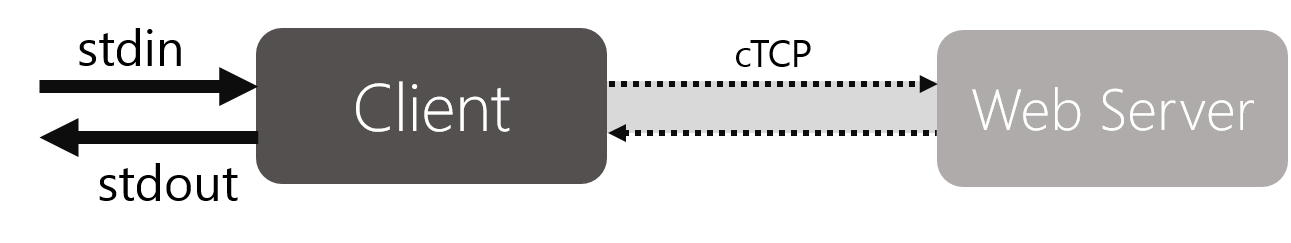 stdin
cTCP
Client
Web Server
stdout